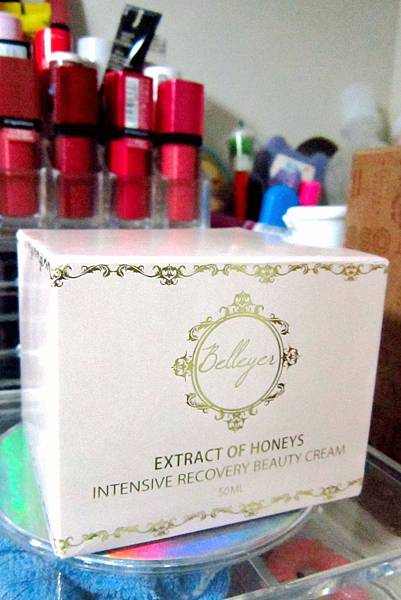 Belleyer
EXTRACT OF HONEYS
INTENSIVE RECOVERY BEAUTY CREAM
50ML